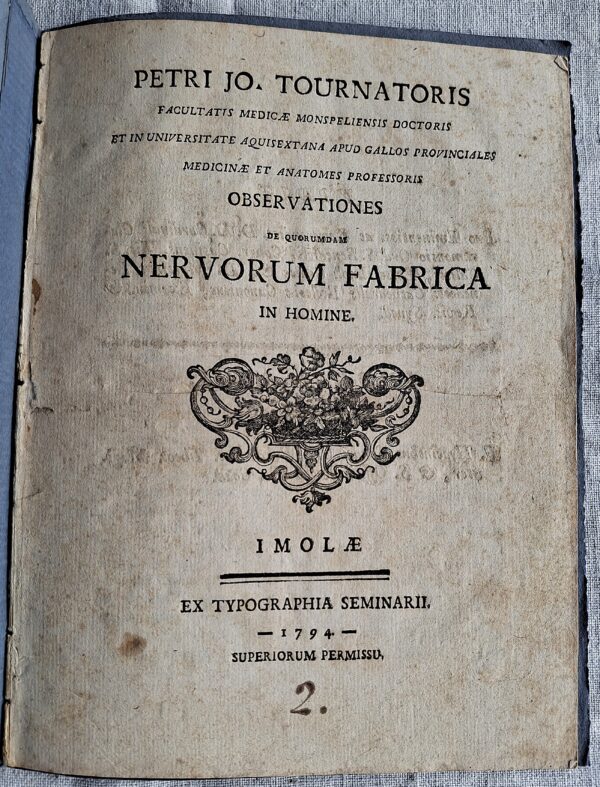 PETRI JO. TOURNATORIS
FACULTATIS MEDICÆ MONSPELIENSIS DOCTORIS
ET IN UNIVERSITATE AQUISEXTANA APUD GALLOS PROVINCIALES
MEDICINÆ ET ANATOMES PROFESSORIS
OBSERVATIONES
DE QUORUMDAM
NERVORUM FABRICA
IN HOMINE.
IMOLÆ
EX TYPOGRAPHIA SEMINARII.
— 1794. —
SUPERIORUM PERMISSU,
2.